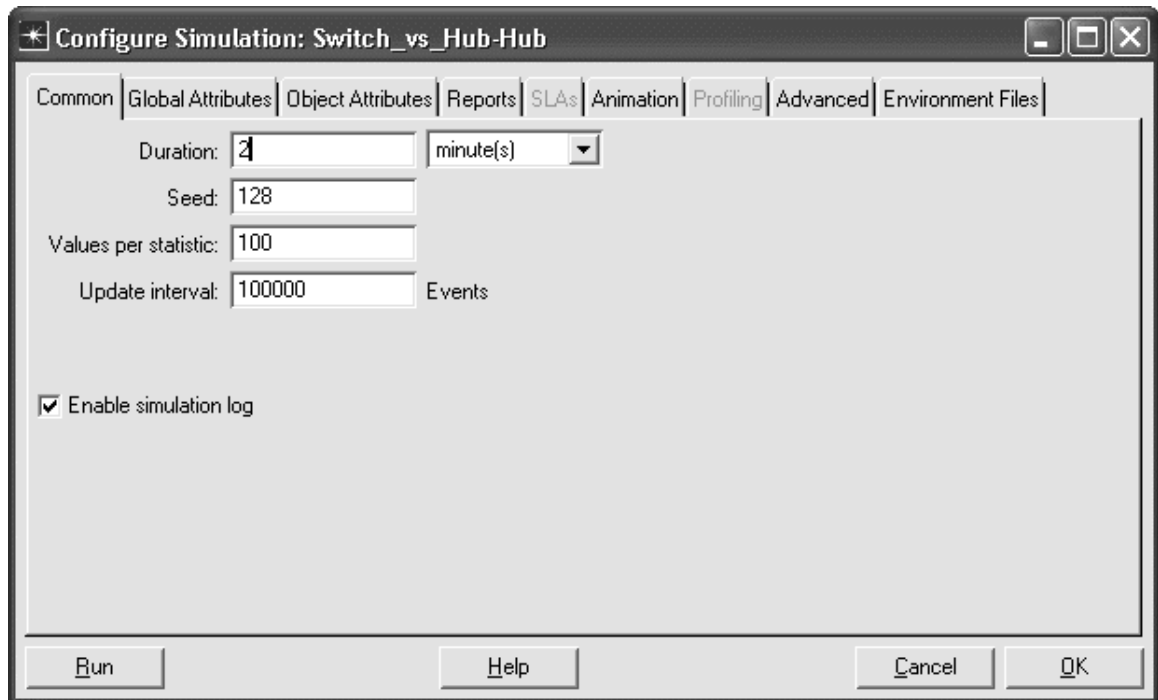 Configure Simulation: Switch_vs_Hub-Hub
Common Global Attributes Object Attributes Reports SLAs Animation Profiling Advanced Environment Files
Duration: 2 minute(s)
Seed: 128
Values per statistic: 100
Update interval: 100000 Events
Enable simulation log
Run Help Cancel OK